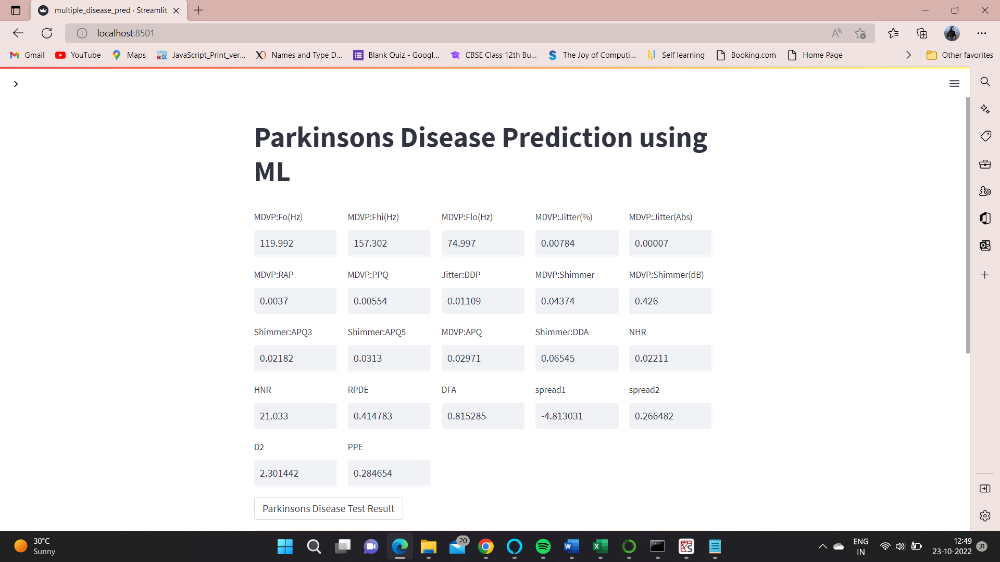 multiple_disease_pred · Streamlit
localhost:8501
Gmail YouTube Maps JavaScript_Print_ver... Names and Type D... Blank Quiz - Googl... CBSE Class 12th Bu... The Joy of Computi... Self learning Booking.com Home Page Other favorites
Parkinsons Disease Prediction using
ML
MDVP:Fo(Hz) MDVP:Fhi(Hz) MDVP:Flo(Hz) MDVP:Jitter(%) MDVP:Jitter(Abs)
119.992 157.302 74.997 0.00784 0.00007
MDVP:RAP MDVP:PPQ Jitter:DDP MDVP:Shimmer MDVP:Shimmer(dB)
0.0037 0.00554 0.01109 0.04374 0.426
Shimmer:APQ3 Shimmer:APQ5 MDVP:APQ Shimmer:DDA NHR
0.02182 0.0313 0.02971 0.06545 0.02211
HNR RPDE DFA spread1 spread2
21.033 0.414783 0.815285 -4.813031 0.266482
D2 PPE
2.301442 0.284654
Parkinsons Disease Test Result
30°C
Sunny
20
ENG
IN
12:49
23-10-2022
31